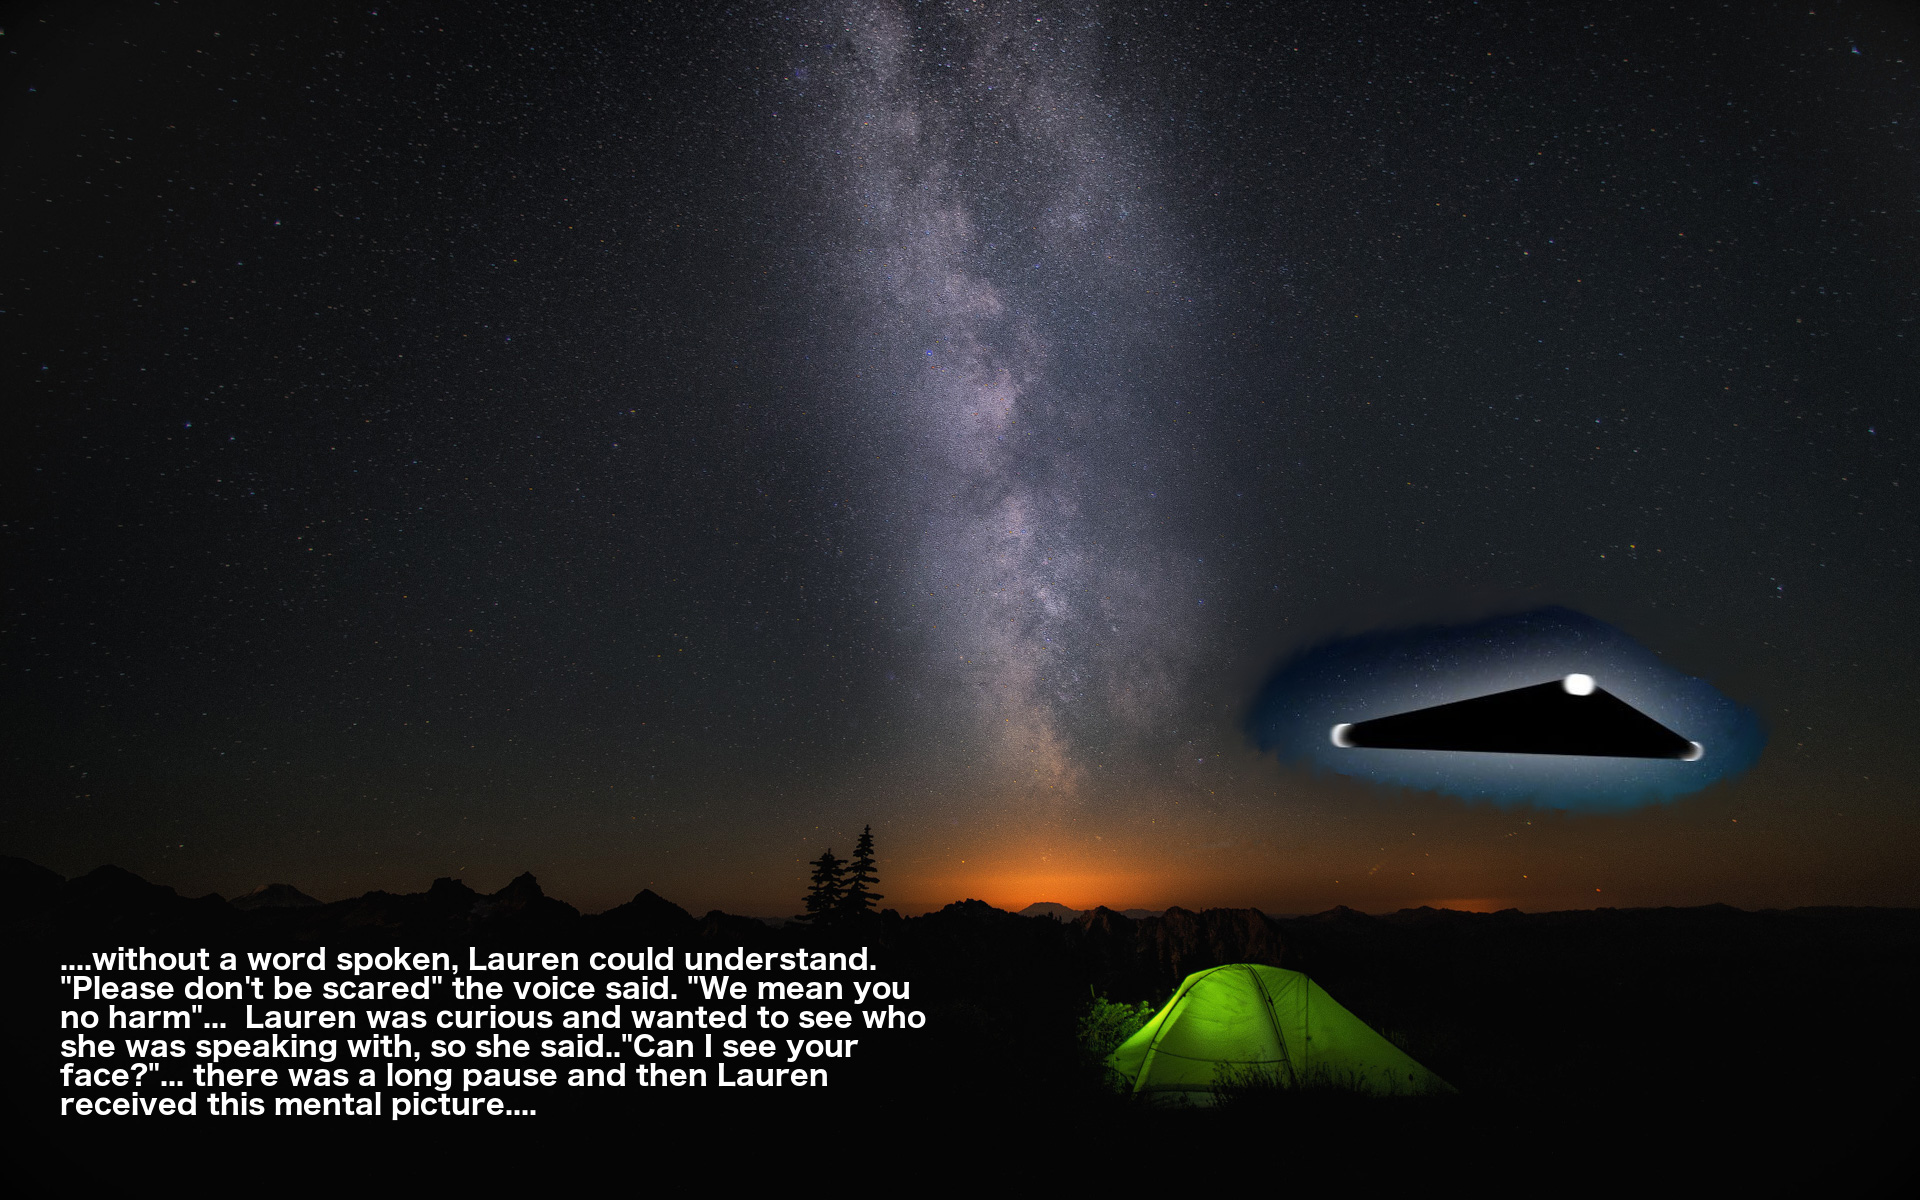 ....without a word spoken, Lauren could understand.
"Please don't be scared" the voice said. "We mean you
no harm"...  Lauren was curious and wanted to see who
she was speaking with, so she said.."Can I see your
face?"... there was a long pause and then Lauren
received this mental picture....